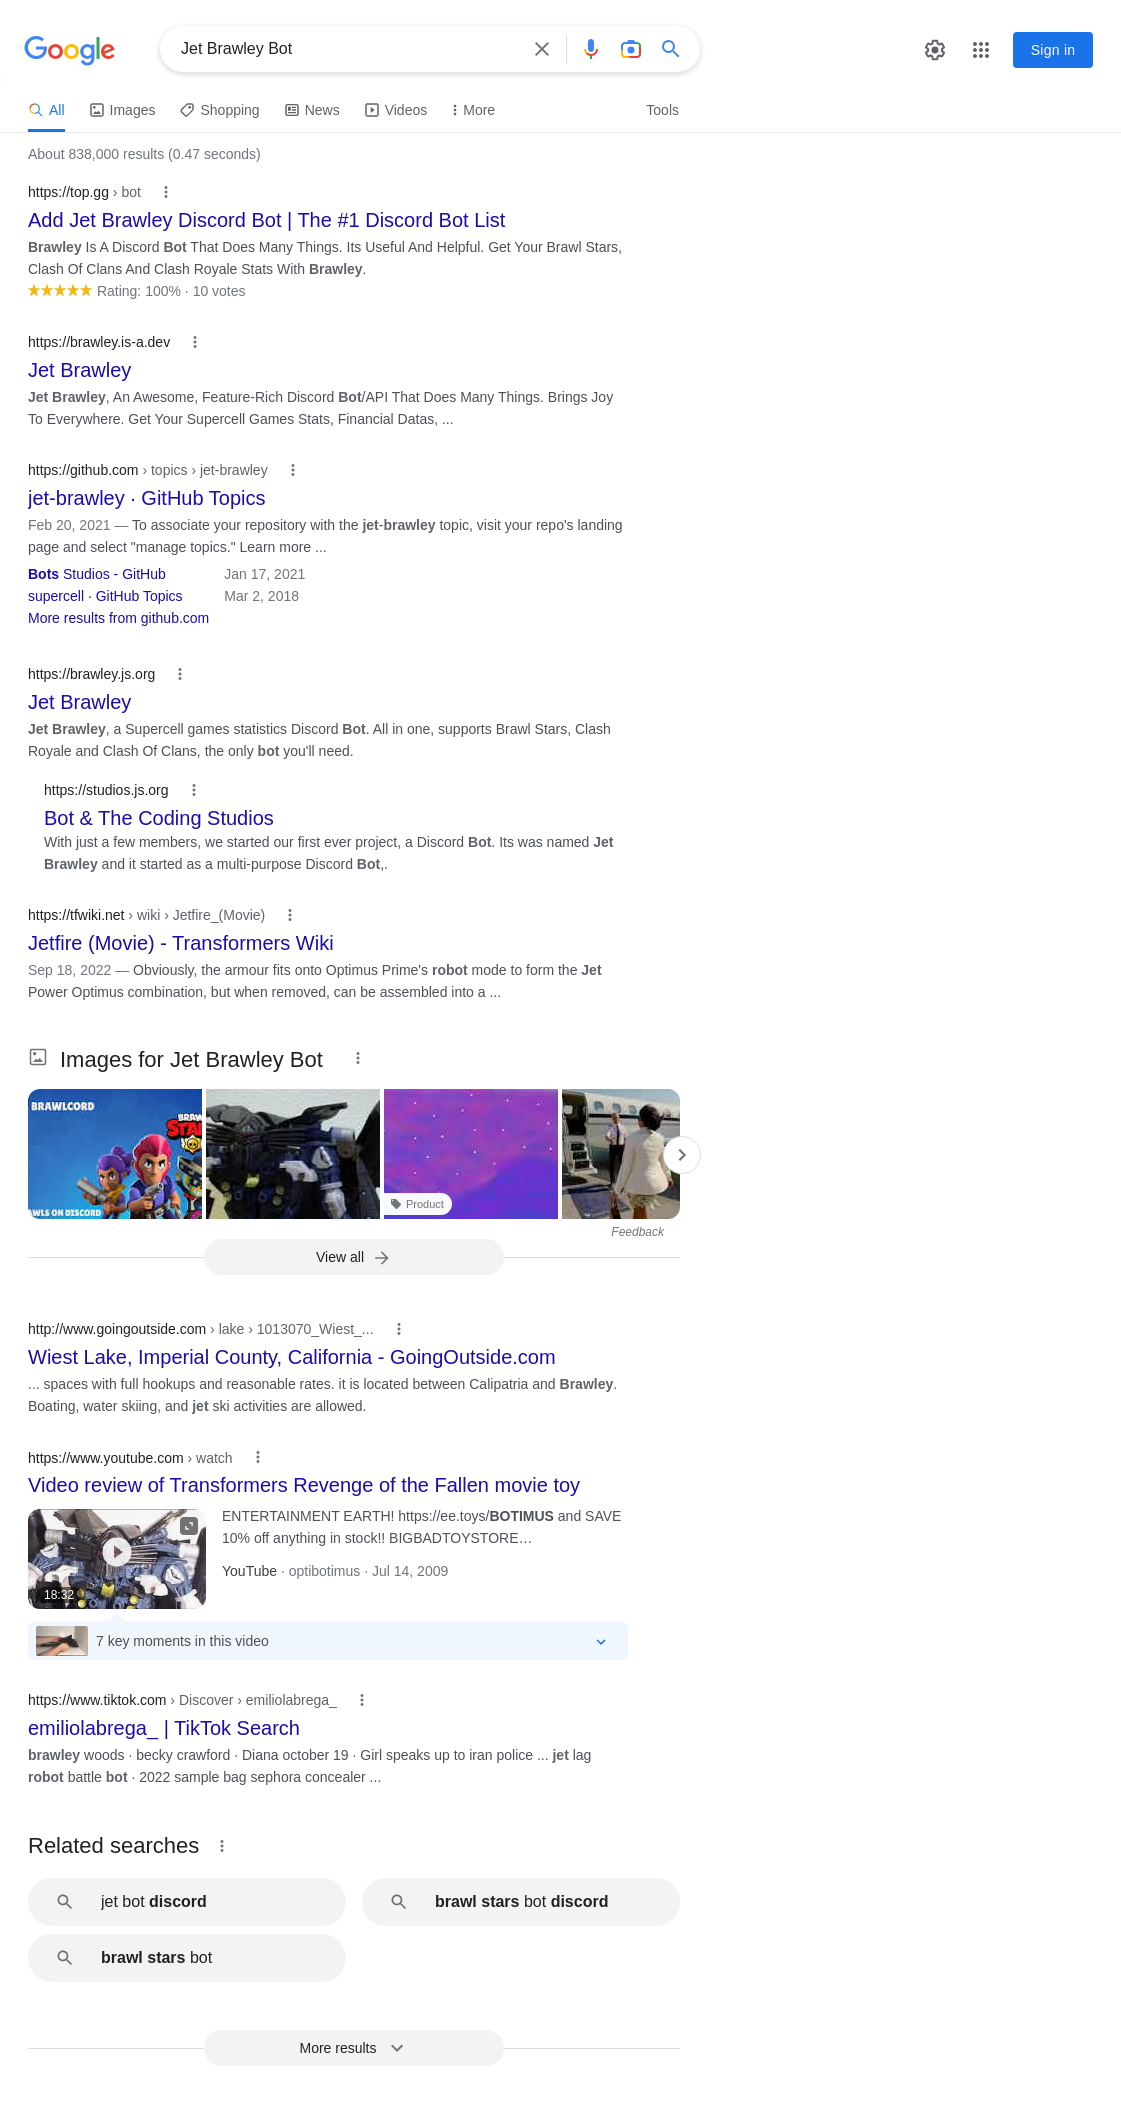 Google
Jet Brawley Bot
Sign in
All Images Shopping News Videos More Tools
About 838,000 results (0.47 seconds)
https://top.gg › bot
Add Jet Brawley Discord Bot | The #1 Discord Bot List
Brawley Is A Discord Bot That Does Many Things. Its Useful And Helpful. Get Your Brawl Stars,
Clash Of Clans And Clash Royale Stats With Brawley.
Rating: 100% · 10 votes
https://brawley.is-a.dev
Jet Brawley
Jet Brawley, An Awesome, Feature-Rich Discord Bot/API That Does Many Things. Brings Joy
To Everywhere. Get Your Supercell Games Stats, Financial Datas, ...
https://github.com › topics › jet-brawley
jet-brawley · GitHub Topics
Feb 20, 2021 — To associate your repository with the jet-brawley topic, visit your repo's landing
page and select "manage topics." Learn more ...
Bots Studios - GitHub Jan 17, 2021
supercell · GitHub Topics Mar 2, 2018
More results from github.com
https://brawley.js.org
Jet Brawley
Jet Brawley, a Supercell games statistics Discord Bot. All in one, supports Brawl Stars, Clash
Royale and Clash Of Clans, the only bot you'll need.
https://studios.js.org
Bot & The Coding Studios
With just a few members, we started our first ever project, a Discord Bot. Its was named Jet
Brawley and it started as a multi-purpose Discord Bot,.
https://tfwiki.net › wiki › Jetfire_(Movie)
Jetfire (Movie) - Transformers Wiki
Sep 18, 2022 — Obviously, the armour fits onto Optimus Prime's robot mode to form the Jet
Power Optimus combination, but when removed, can be assembled into a ...
Images for Jet Brawley Bot
BRAWLCORD
BRAW
STA
AWLS ON DISCORD
Product
Feedback
View all
http://www.goingoutside.com › lake › 1013070_Wiest_...
Wiest Lake, Imperial County, California - GoingOutside.com
... spaces with full hookups and reasonable rates. it is located between Calipatria and Brawley.
Boating, water skiing, and jet ski activities are allowed.
https://www.youtube.com › watch
Video review of Transformers Revenge of the Fallen movie toy
ENTERTAINMENT EARTH! https://ee.toys/BOTIMUS and SAVE
10% off anything in stock!! BIGBADTOYSTORE…
YouTube · optibotimus · Jul 14, 2009
18:32
7 key moments in this video
https://www.tiktok.com › Discover › emiliolabrega_
emiliolabrega_ | TikTok Search
brawley woods · becky crawford · Diana october 19 · Girl speaks up to iran police ... jet lag
robot battle bot · 2022 sample bag sephora concealer ...
Related searches
jet bot discord
brawl stars bot discord
brawl stars bot
More results